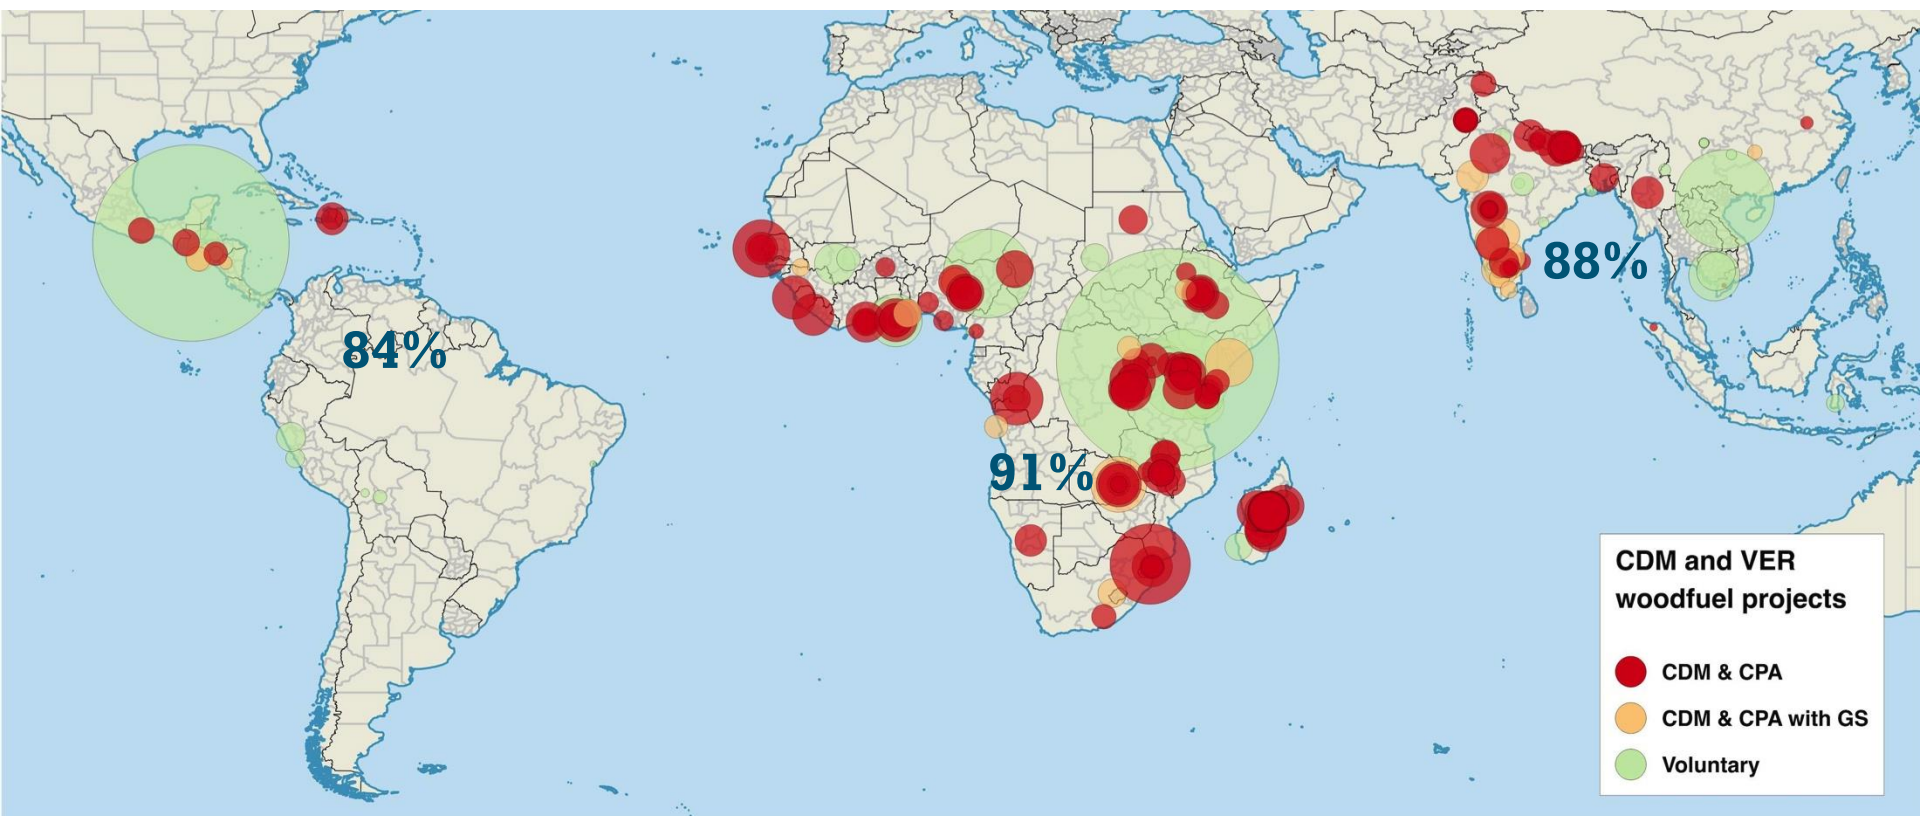 88%
84%
91%
CDM and VER
woodfuel projects
CDM & CPA
CDM & CPA with GS
Voluntary